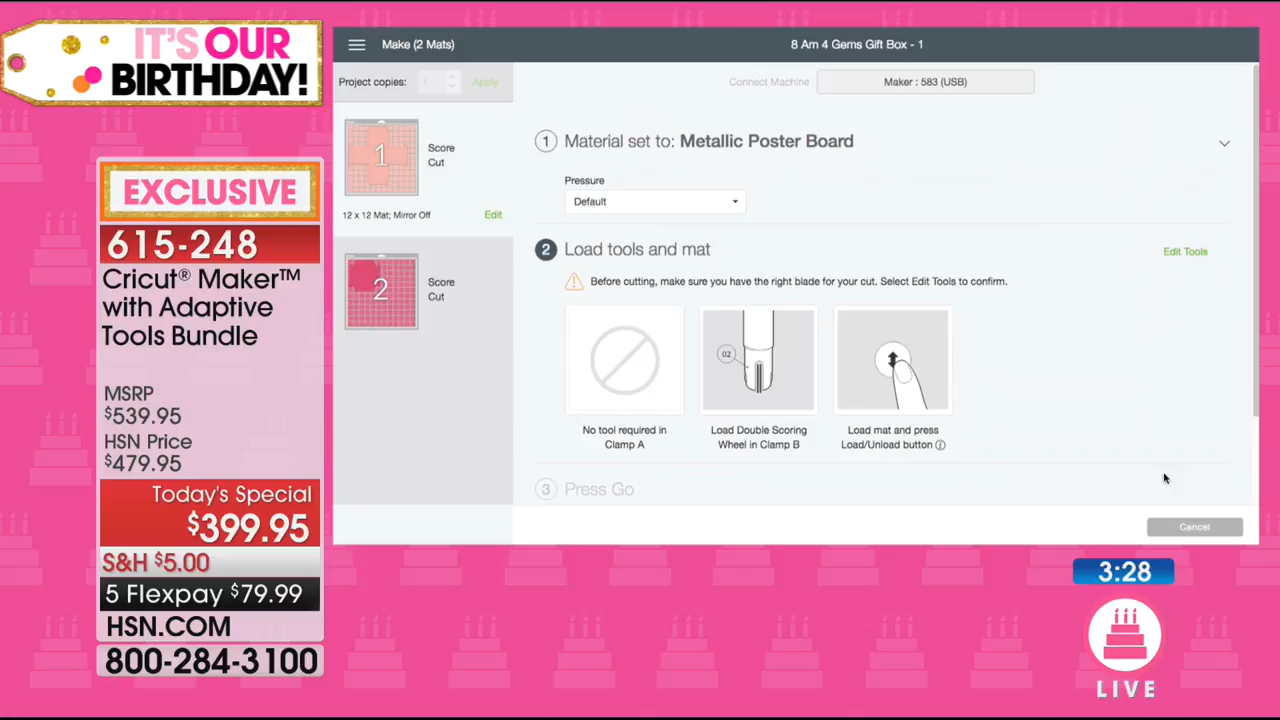 IT'S OUR
BIRTHDAY!
EXCLUSIVE
615-248
Cricut® Maker™
with Adaptive
Tools Bundle
MSRP
$539.95
HSN Price
$479.95
Today's Special
$399.95
S&H $5.00
5 Flexpay $79.99
HSN.COM
800-284-3100
Make (2 Mats)
8 Am 4 Gems Gift Box - 1
Project copies: 1 Apply
Connect Machine
Maker : 583 (USB)
1
Score
Cut
12 x 12 Mat; Mirror Off
Edit
2
Score
Cut
1 Material set to: Metallic Poster Board
Pressure
Default
2 Load tools and mat
Edit Tools
Before cutting, make sure you have the right blade for your cut. Select Edit Tools to confirm.
02
No tool required in
Clamp A
Load Double Scoring
Wheel in Clamp B
Load mat and press
Load/Unload button
3 Press Go
Cancel
3:28
LIVE